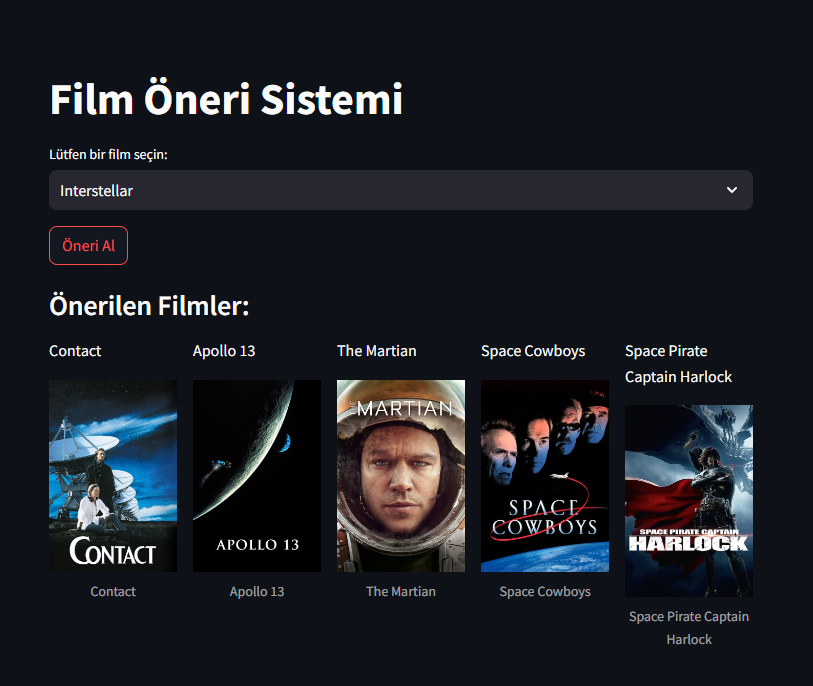 Film Öneri Sistemi
Lütfen bir film seçin:
Interstellar
Öneri Al
Önerilen Filmler:
Contact
Apollo 13
The Martian
Space Cowboys
Space Pirate
Captain Harlock
CONTACT
APOLLO 13
THE MARTIAN
SPACE
COWBOYS
SPACE PIRATE CAPTAIN
HARLOCK
Contact
Apollo 13
The Martian
Space Cowboys
Space Pirate Captain
Harlock